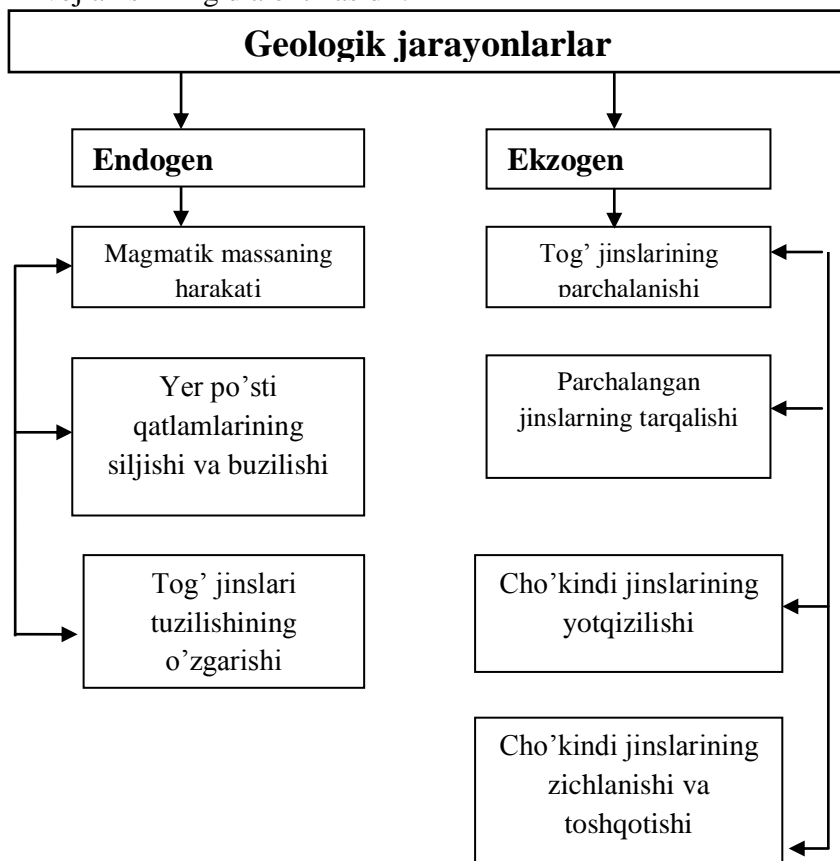 Geologik jarayonlarlar
Endogen
Ekzogen
Magmatik massaning
harakati
Yer po’sti
qatlamlarining
siljishi va buzilishi
Tog’ jinslari
tuzilishining
o’zgarishi
Tog’ jinslarining
parchalanishi
Parchalangan
jinslarning tarqalishi
Cho’kindi jinslarining
yotqizilishi
Cho’kindi jinslarining
zichlanishi va
toshqotishi